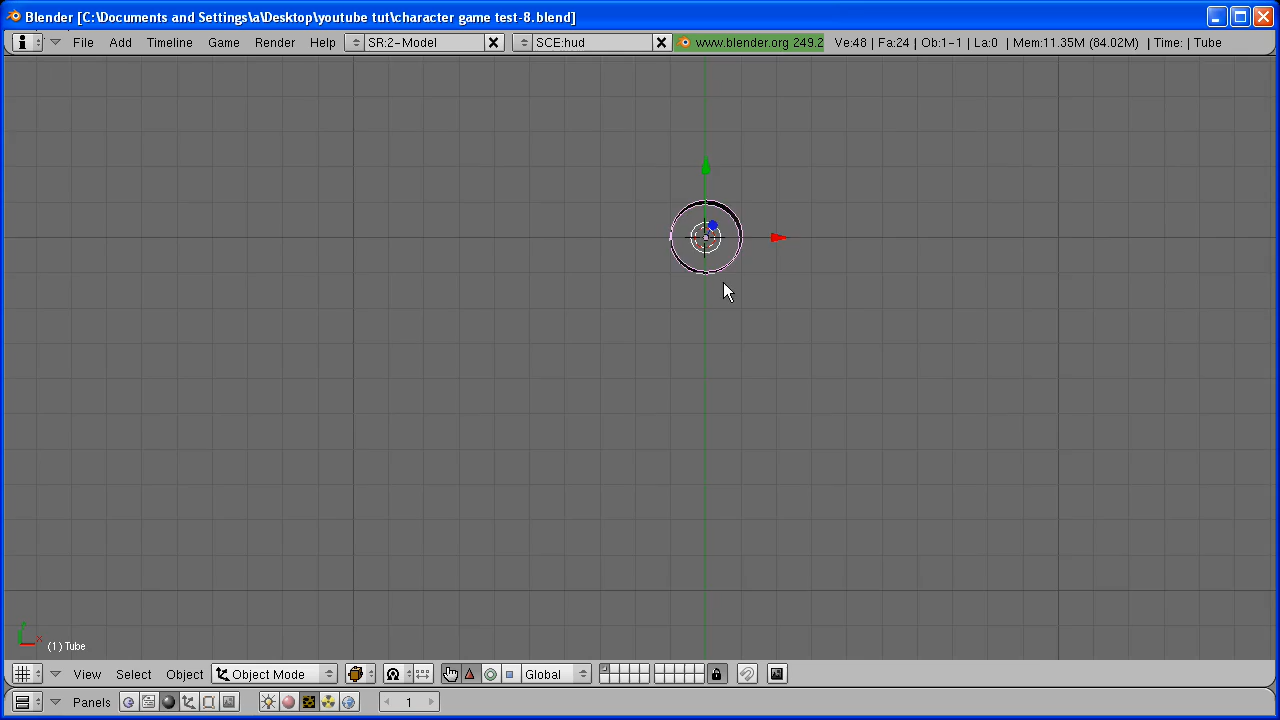 Blender [C:\Documents and Settings\a\Desktop\youtube tut\character game test-8.blend]
File Add Timeline Game Render Help SR:2-Model SCE:hud www.blender.org 249.2 Ve:48 | Fa:24 | Ob:1-1 | La:0 | Mem:11.35M (84.02M) | Time: | Tube
(1) Tube
View Select Object Object Mode Global
Panels 1